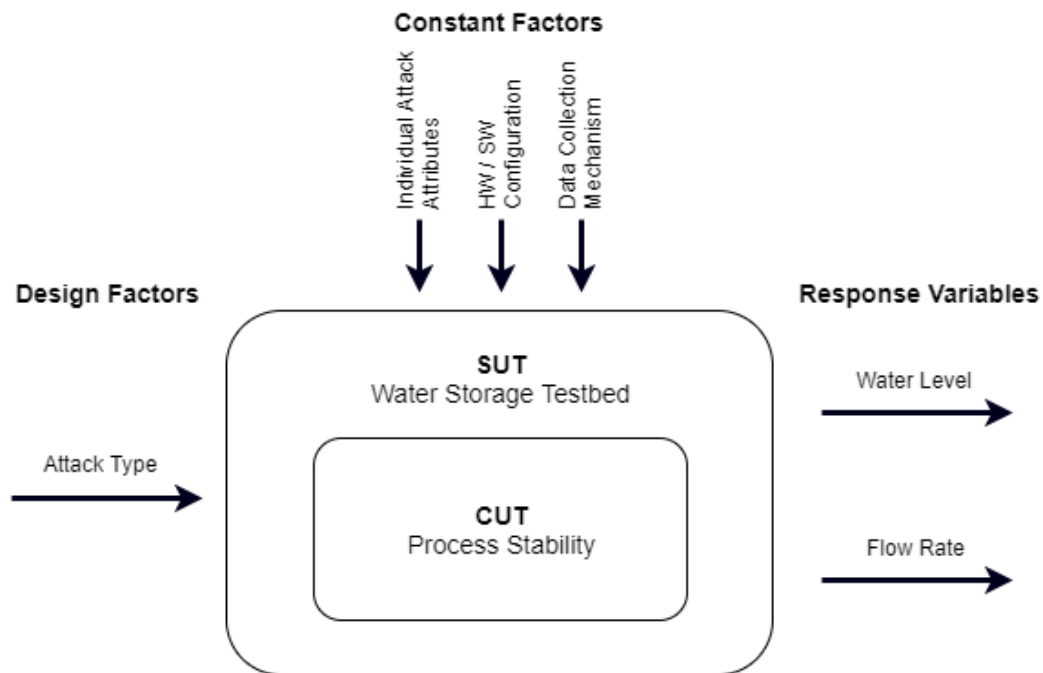 Constant Factors
Individual Attack
Attributes
HW / SW
Configuration
Data Collection
Mechanism
Design Factors
Response Variables
SUT
Water Storage Testbed
Water Level
Attack Type
CUT
Process Stability
Flow Rate